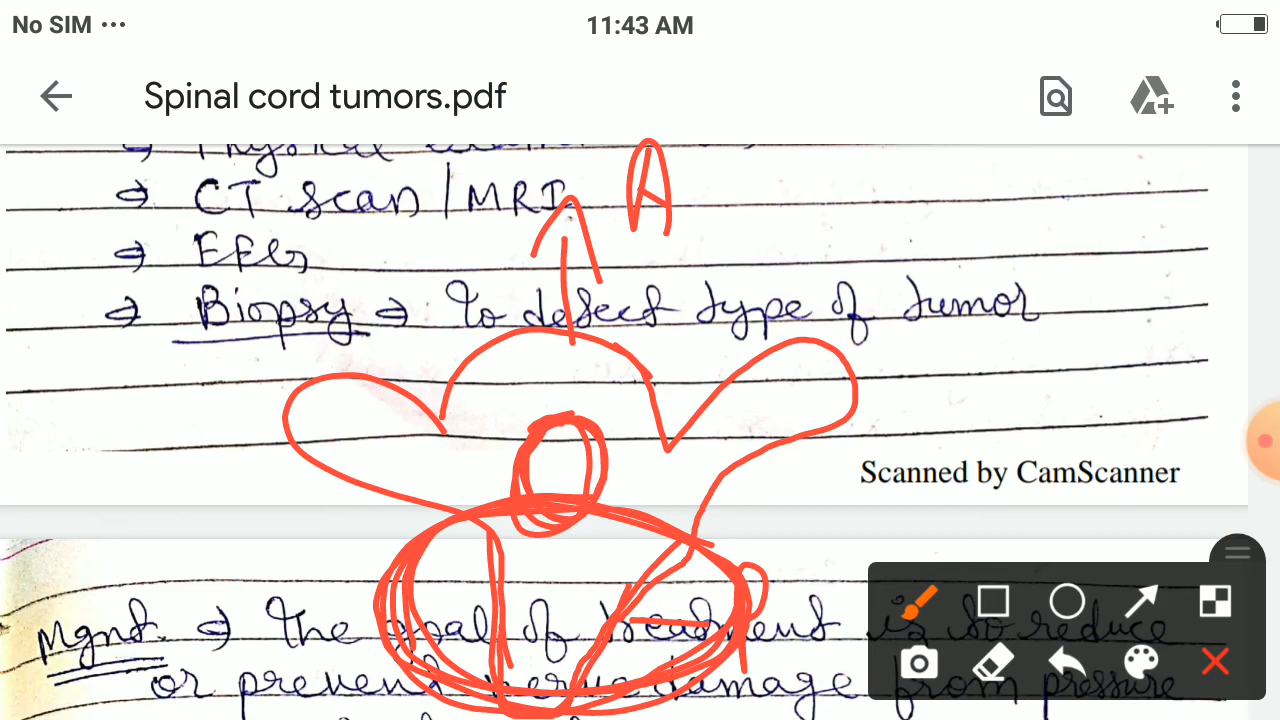 No SIM ...
11:43 AM
Spinal cord tumors.pdf
⇒ Physical
⇒ CT Scan / MRI A
⇒ EEG
⇒ Biopsy ⇒ To detect type of tumor
Scanned by CamScanner
Mgnt. ⇒ The goal of treatment is to reduce
or prevent nerve damage from pressure
P